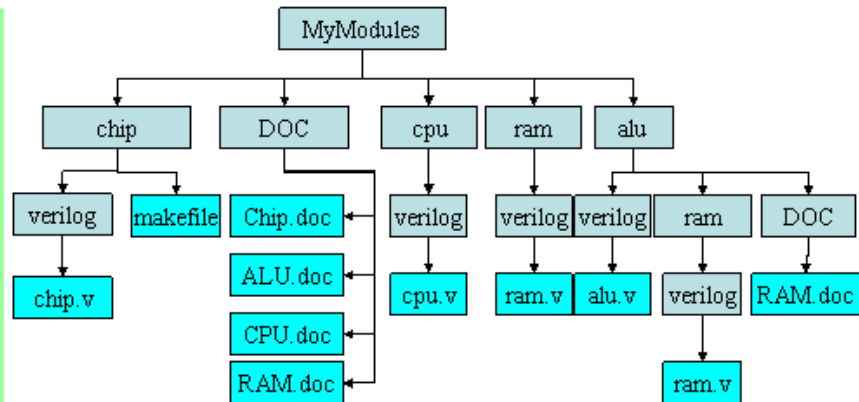 MyModules
chip DOC cpu ram alu
verilog makefile Chip.doc verilog verilog verilog ram DOC
chip.v ALU.doc cpu.v ram.v alu.v verilog RAM.doc
CPU.doc
RAM.doc ram.v